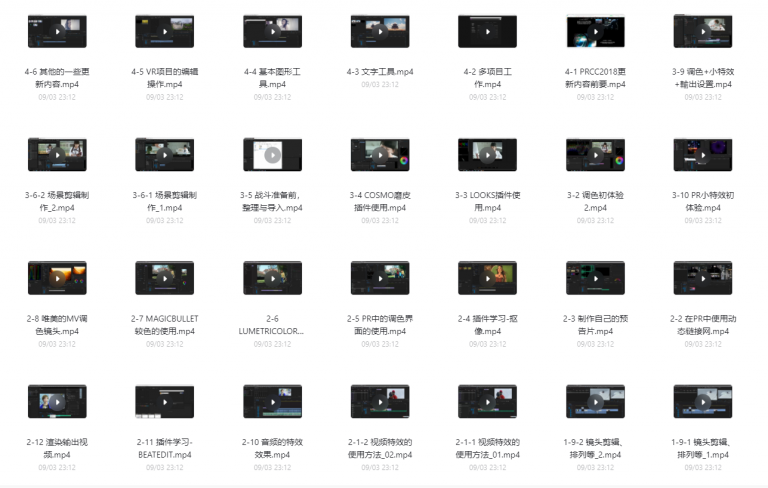 4-6 其他的一些更
新内容.mp4
09/03 23:12
4-5 VR项目的编辑
操作.mp4
09/03 23:12
4-4 基本图形工
具.mp4
09/03 23:12
4-3 文字工具.mp4
09/03 23:12
4-2 多项目工
作.mp4
09/03 23:12
4-1 PRCC2018更
新内容前要.mp4
09/03 23:12
3-9 调色+小特效
+输出设置.mp4
09/03 23:12
3-6-2 场景剪辑制
作_2.mp4
09/03 23:12
3-6-1 场景剪辑制
作_1.mp4
09/03 23:12
3-5 战斗准备前，
整理与导入.mp4
09/03 23:12
3-4 COSMO磨皮
插件使用.mp4
09/03 23:12
3-3 LOOKS插件使
用.mp4
09/03 23:12
3-2 调色初体验
2.mp4
09/03 23:12
3-10 PR小特效初
体验.mp4
09/03 23:12
2-8 唯美的MV调
色镜头.mp4
09/03 23:12
2-7 MAGICBULLET
较色的使用.mp4
09/03 23:12
2-6
LUMETRICOLOR...
09/03 23:12
2-5 PR中的调色界
面的使用.mp4
09/03 23:12
2-4 插件学习-抠
像.mp4
09/03 23:12
2-3 制作自己的预
告片.mp4
09/03 23:12
2-2 在PR中使用动
态链接网.mp4
09/03 23:12
2-12 渲染输出视
频.mp4
09/03 23:12
2-11 插件学习-
BEATEDIT.mp4
09/03 23:12
2-10 音频的特效
效果.mp4
09/03 23:12
2-1-2 视频特效的
使用方法_02.mp4
09/03 23:12
2-1-1 视频特效的
使用方法_01.mp4
09/03 23:12
1-9-2 镜头剪辑、
排列等_2.mp4
09/03 23:12
1-9-1 镜头剪辑、
排列等_1.mp4
09/03 23:12